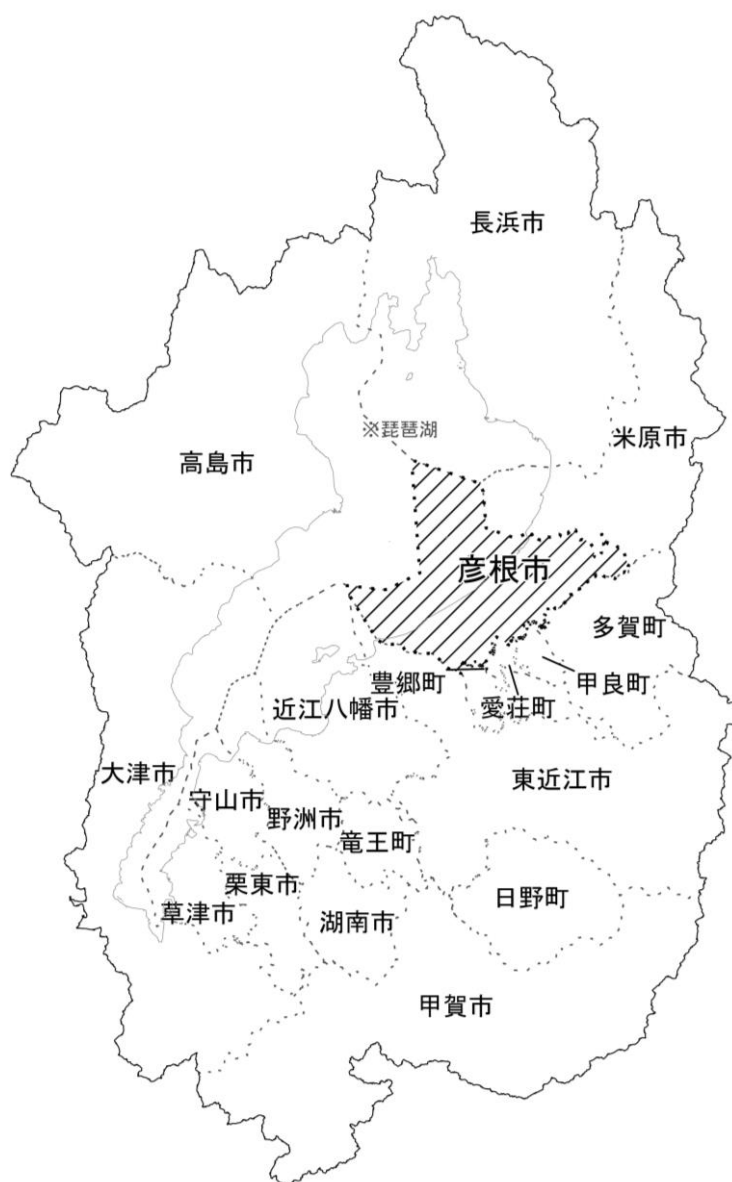 長浜市
※琵琶湖
米原市
高島市
彦根市
多賀町
豊郷町
甲良町
愛荘町
近江八幡市
大津市
東近江市
守山市
野洲市
竜王町
栗東市
日野町
草津市
湖南市
甲賀市